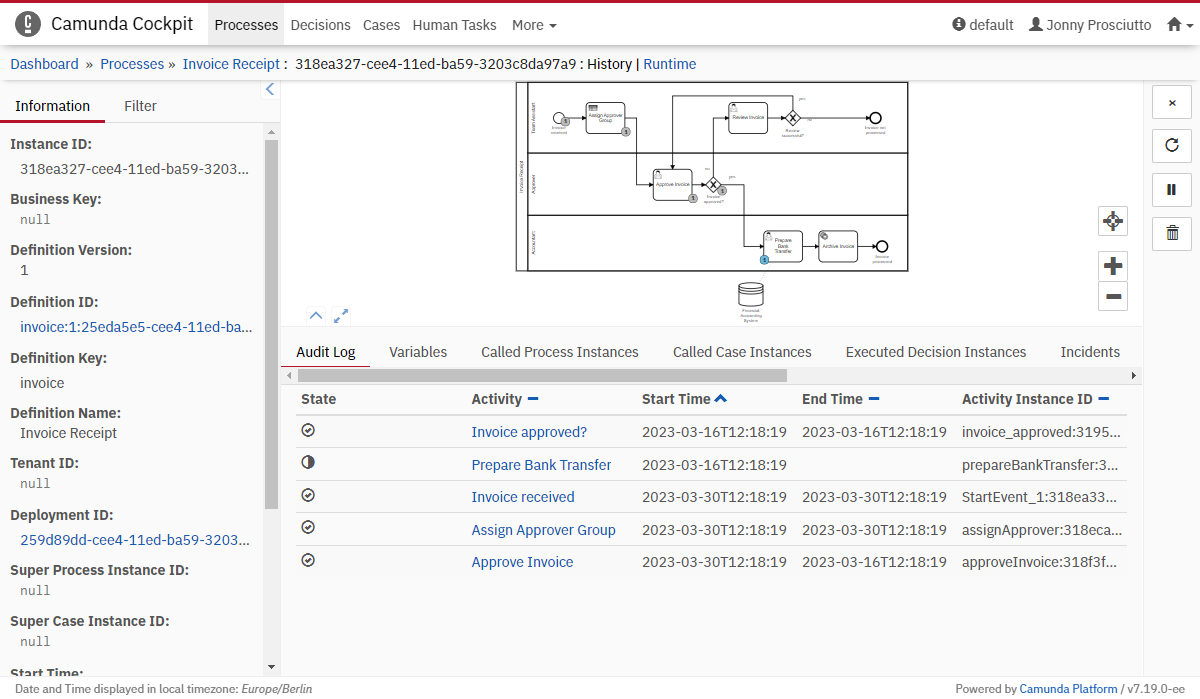 Camunda Cockpit Processes Decisions Cases Human Tasks More default Jonny Prosciutto
Dashboard » Processes » Invoice Receipt : 318ea327-cee4-11ed-ba59-3203c8da97a9 : History | Runtime
Information Filter
Instance ID:
318ea327-cee4-11ed-ba59-3203...
Business Key:
null
Definition Version:
1
Definition ID:
invoice:1:25eda5e5-cee4-11ed-ba...
Definition Key:
invoice
Definition Name:
Invoice Receipt
Tenant ID:
null
Deployment ID:
259d89dd-cee4-11ed-ba59-3203...
Super Process Instance ID:
null
Super Case Instance ID:
null
Start Time:
Invoice Receipt
Team Assistant
Invoice received
1
Assign Approver Group
1
Review Invoice
yes
no
Review successful?
Invoice not processed
Approver
Approve Invoice
1
no
yes
Invoice approved?
1
Accountant
Prepare Bank Transfer
1
Archive Invoice
Invoice processed
Financial Accounting System
Audit Log Variables Called Process Instances Called Case Instances Executed Decision Instances Incidents
State Activity Start Time End Time Activity Instance ID
Invoice approved? 2023-03-16T12:18:19 2023-03-16T12:18:19 invoice_approved:3195...
Prepare Bank Transfer 2023-03-16T12:18:19 prepareBankTransfer:3...
Invoice received 2023-03-30T12:18:19 2023-03-30T12:18:19 StartEvent_1:318ea33...
Assign Approver Group 2023-03-30T12:18:19 2023-03-30T12:18:19 assignApprover:318eca...
Approve Invoice 2023-03-30T12:18:19 2023-03-16T12:18:19 approveInvoice:318f3f...
Date and Time displayed in local timezone: Europe/Berlin
Powered by Camunda Platform / v7.19.0-ee